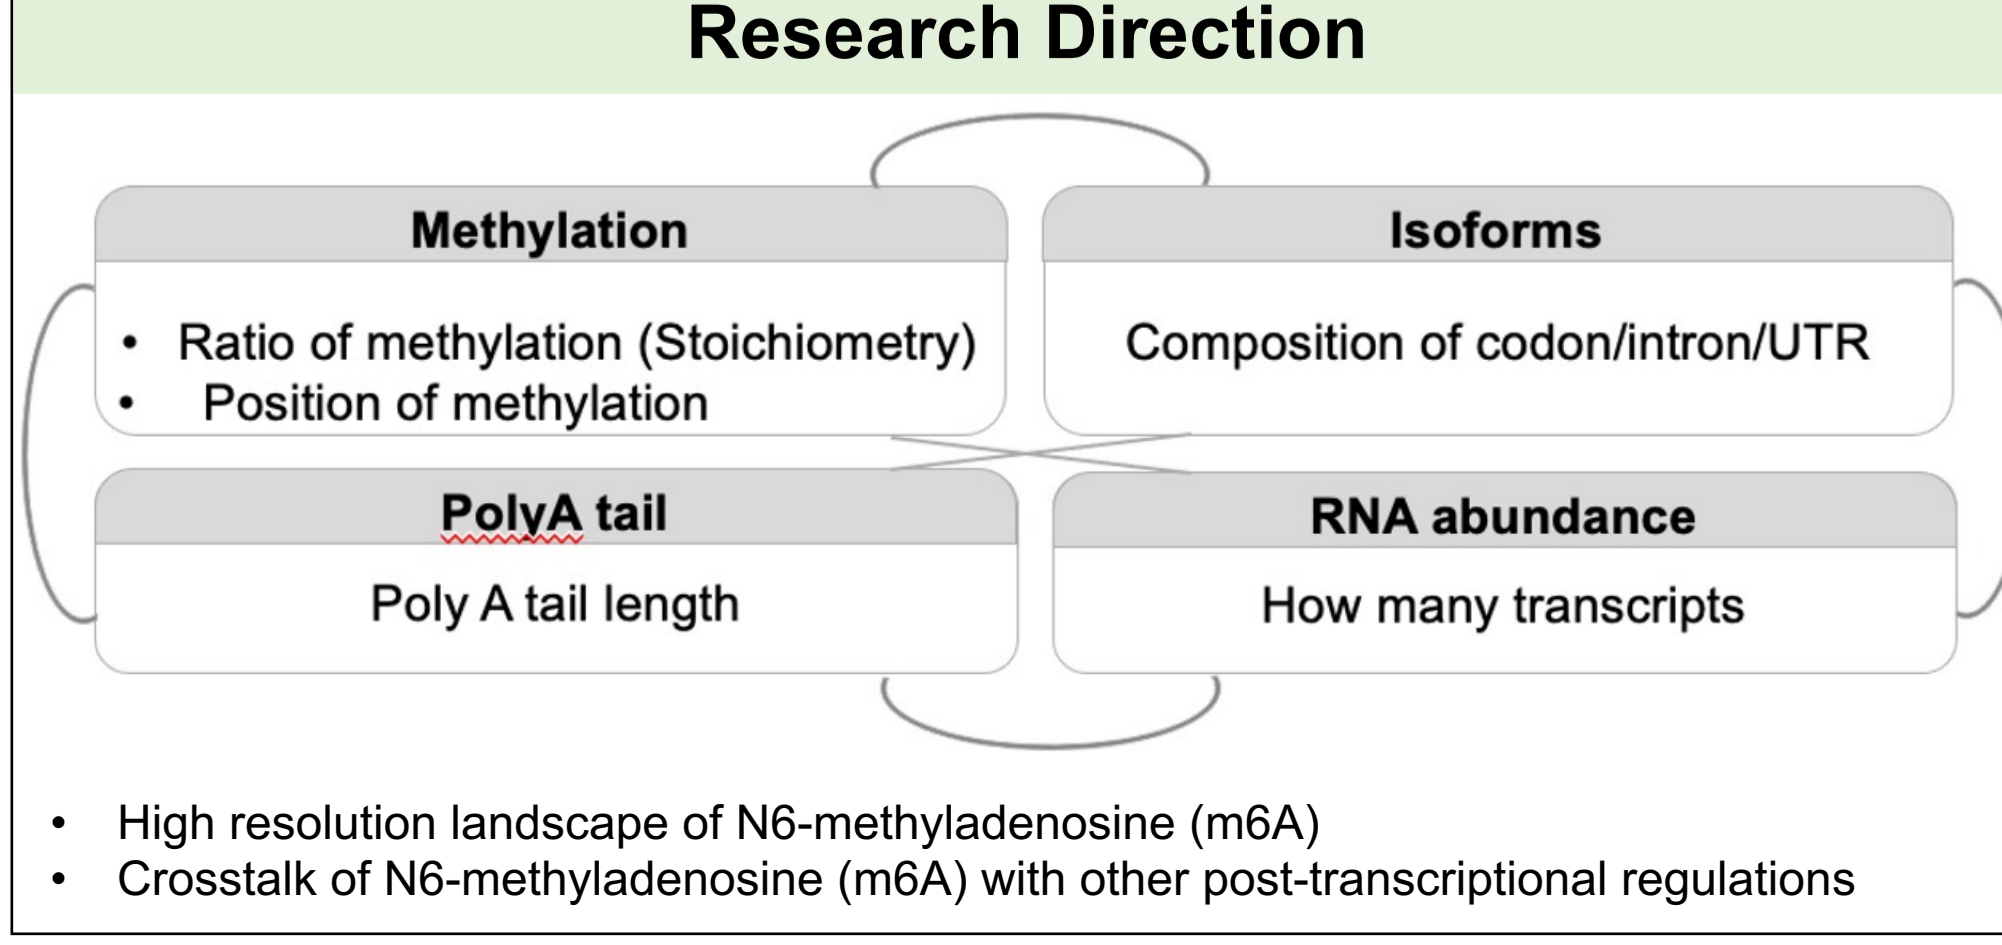 Research Direction
Methylation
• Ratio of methylation (Stoichiometry)
• Position of methylation
Isoforms
Composition of codon/intron/UTR
PolyA tail
Poly A tail length
RNA abundance
How many transcripts
• High resolution landscape of N6-methyladenosine (m6A)
• Crosstalk of N6-methyladenosine (m6A) with other post-transcriptional regulations